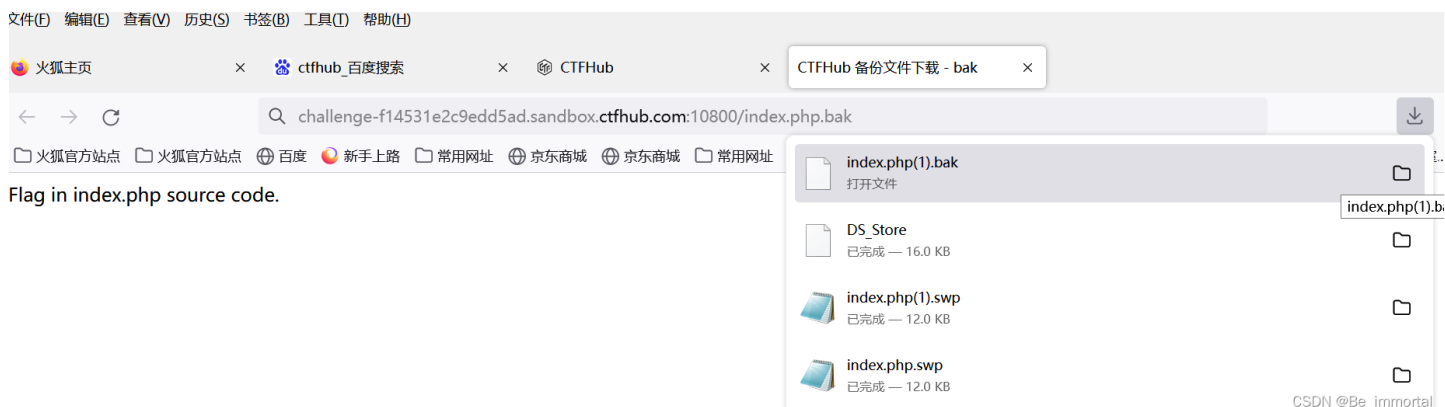 文件(F) 编辑(E) 查看(V) 历史(S) 书签(B) 工具(T) 帮助(H)
火狐主页 × ctfhub_百度搜索 × CTFHub × CTFHub 备份文件下载 - bak ×
challenge-f14531e2c9edd5ad.sandbox.ctfhub.com:10800/index.php.bak
火狐官方站点 火狐官方站点 百度 新手上路 常用网址 京东商城 京东商城 常用网址
Flag in index.php source code.
index.php(1).bak
打开文件
index.php(1).ba
DS_Store
已完成 — 16.0 KB
index.php(1).swp
已完成 — 12.0 KB
index.php.swp
已完成 — 12.0 KB
CSDN @Be_immortal